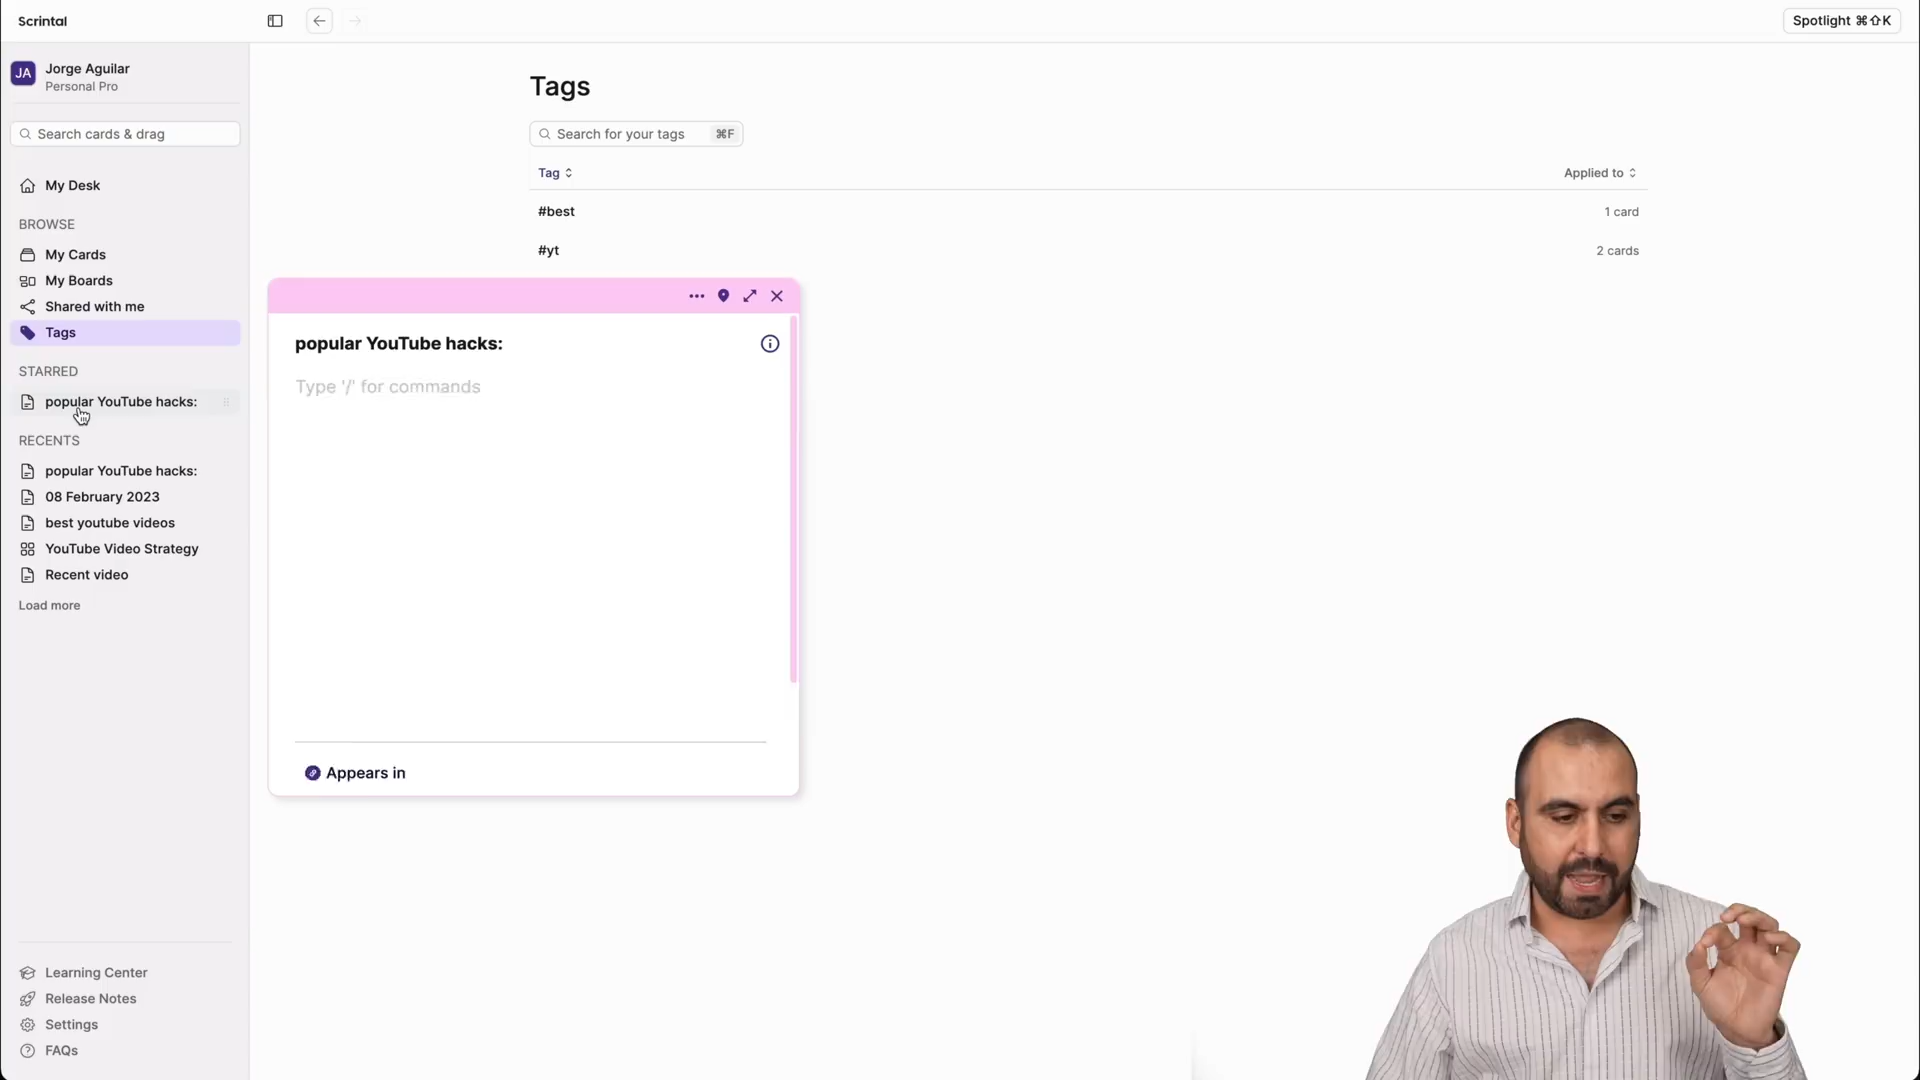 Scrintal
Spotlight ⌘⇧K
JA
Jorge Aguilar
Personal Pro
Search cards & drag
My Desk
BROWSE
My Cards
My Boards
Shared with me
Tags
STARRED
popular YouTube hacks:
RECENTS
popular YouTube hacks:
08 February 2023
best youtube videos
YouTube Video Strategy
Recent video
Load more
Learning Center
Release Notes
Settings
FAQs
Tags
Search for your tags ⌘F
Tag Applied to
#best 1 card
#yt 2 cards
popular YouTube hacks:
Type '/' for commands
Appears in